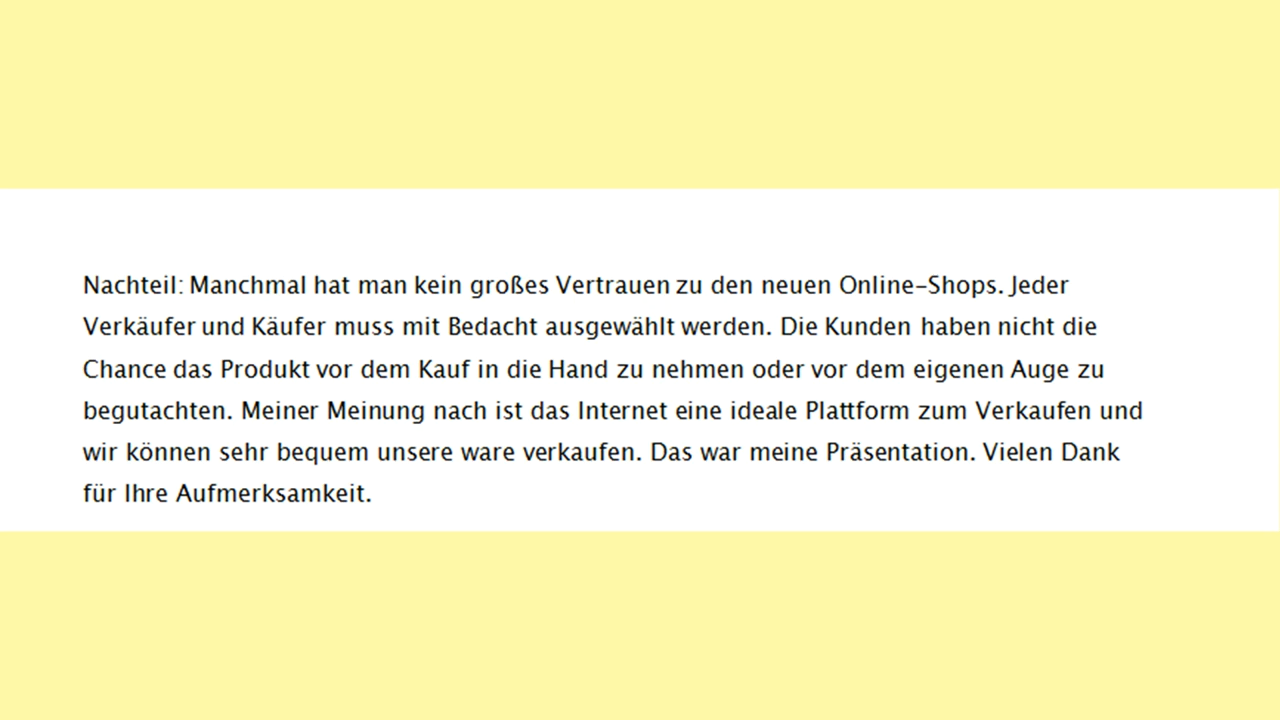 Nachteil: Manchmal hat man kein großes Vertrauen zu den neuen Online-Shops. Jeder
Verkäufer und Käufer muss mit Bedacht ausgewählt werden. Die Kunden haben nicht die
Chance das Produkt vor dem Kauf in die Hand zu nehmen oder vor dem eigenen Auge zu
begutachten. Meiner Meinung nach ist das Internet eine ideale Plattform zum Verkaufen und
wir können sehr bequem unsere ware verkaufen. Das war meine Präsentation. Vielen Dank
für Ihre Aufmerksamkeit.